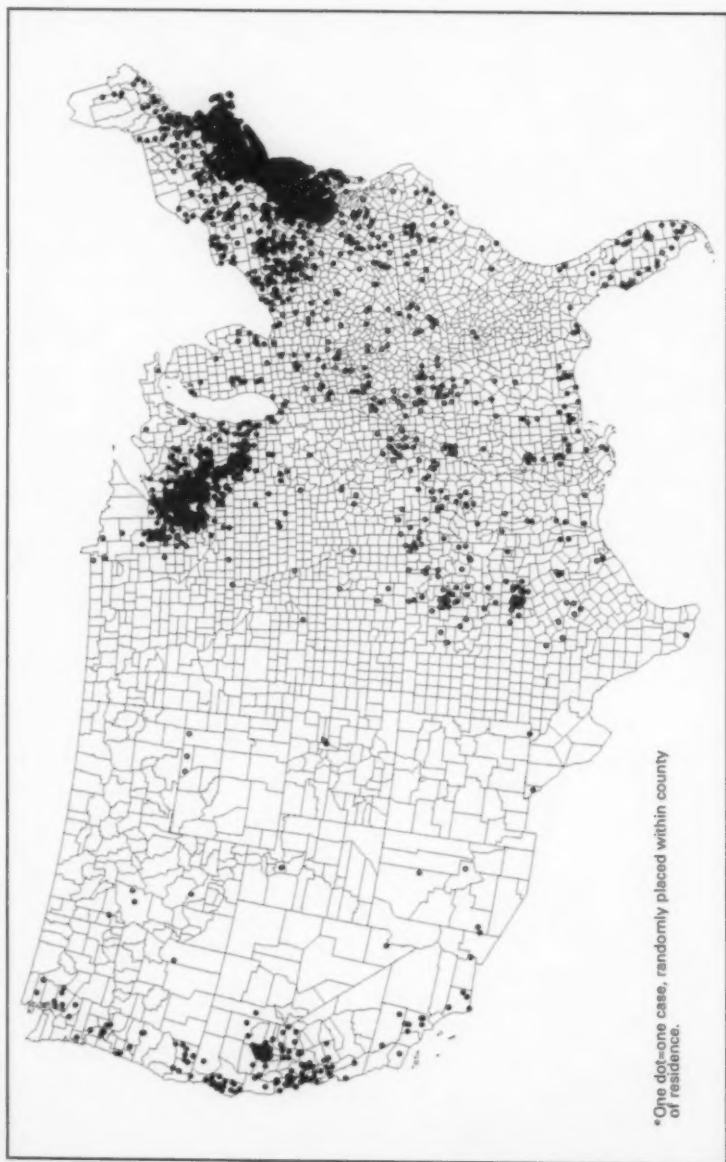 *One dot=one case, randomly placed within county
of residence.